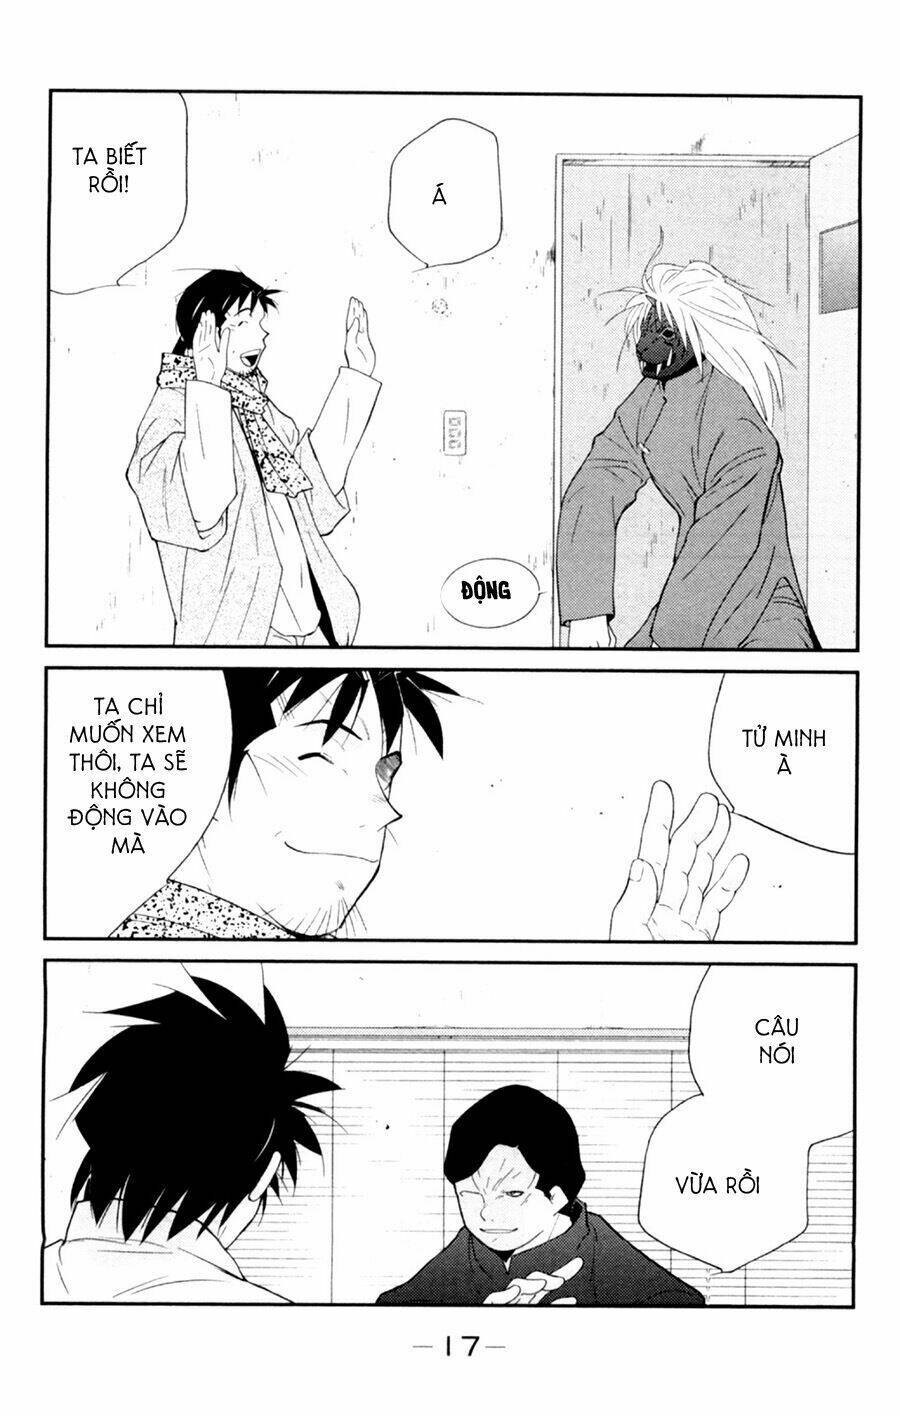 Á
TA BIẾT
RỒI!
ĐỘNG
TỬ MINH
À
TA CHỈ
MUỐN XEM
THÔI, TA SẼ
KHÔNG
ĐỘNG VÀO
MÀ
CÂU
NÓI
VỪA RỒI
— 17 —